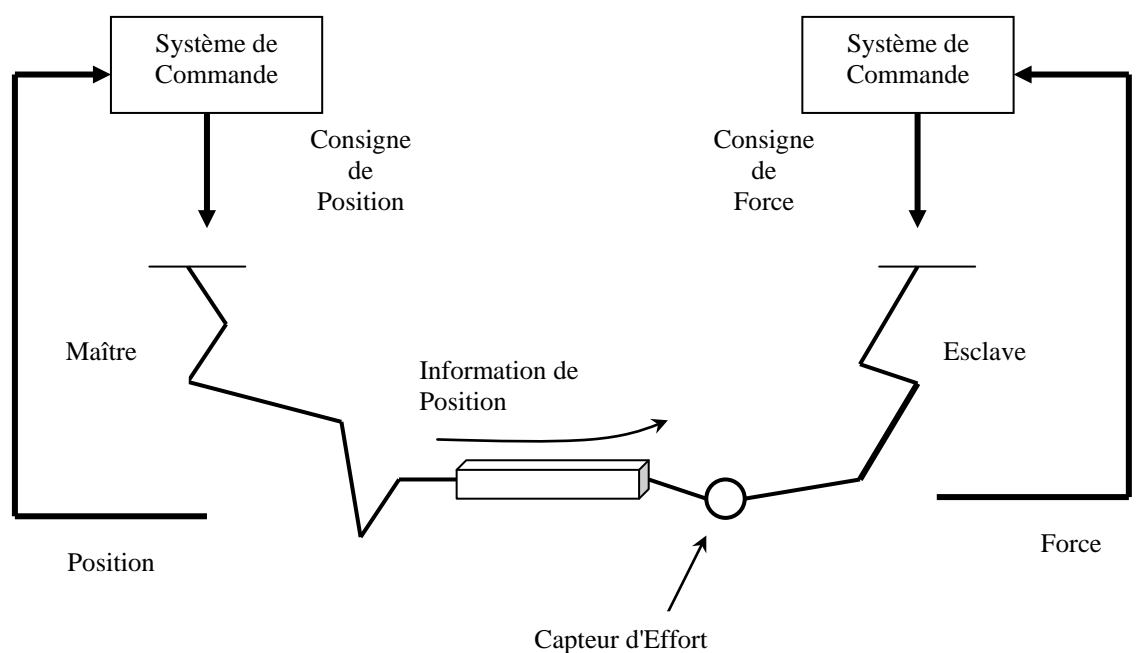 Système de
Commande
Système de
Commande
Consigne
de
Position
Consigne
de
Force
Maître
Esclave
Information de
Position
Position
Force
Capteur d'Effort